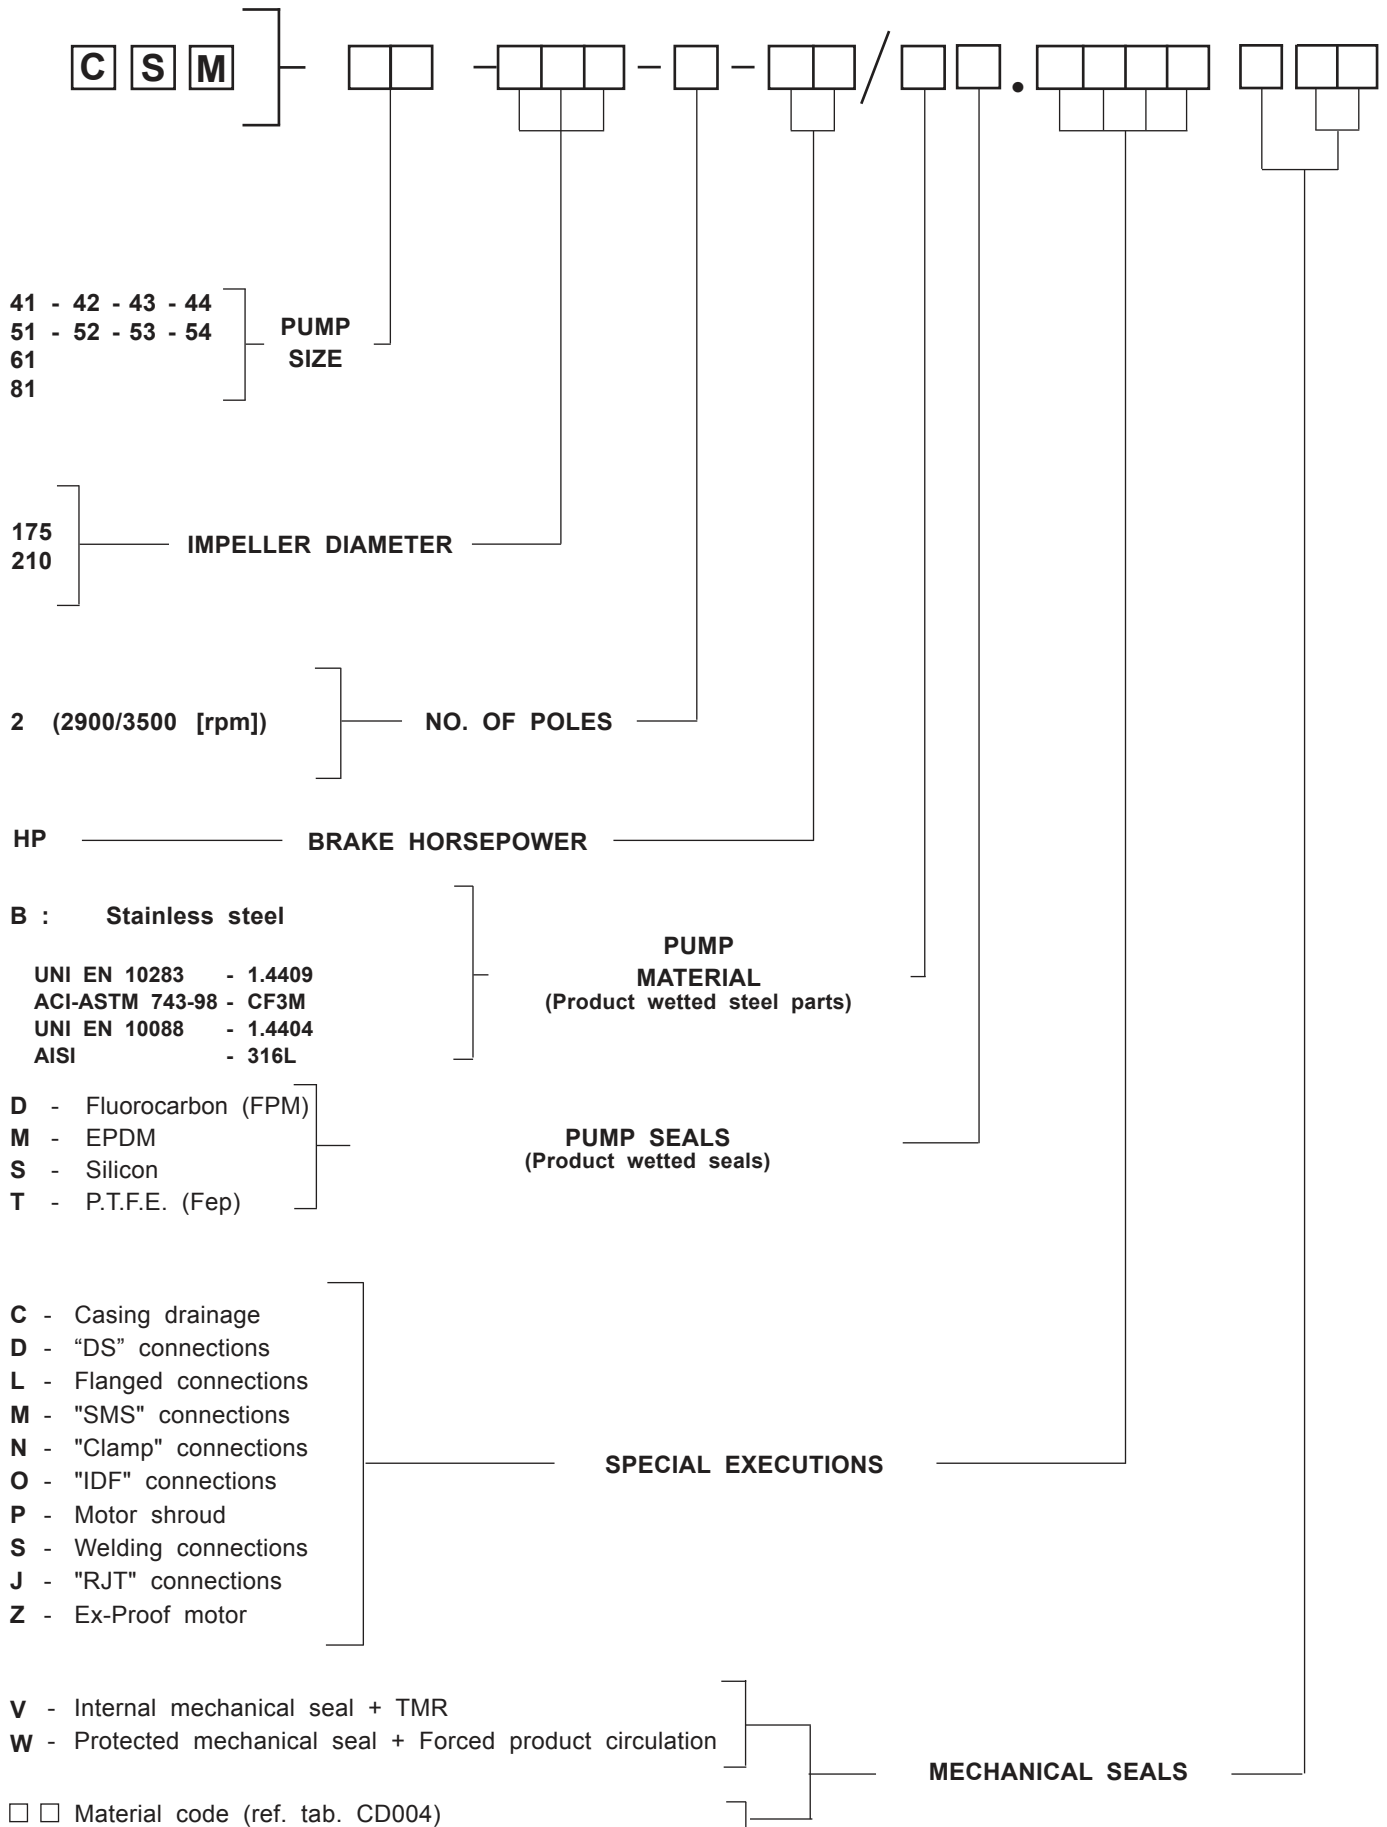 C S M - - - / .
41 - 42 - 43 - 44
51 - 52 - 53 - 54
61
81
PUMP
SIZE
175
210
IMPELLER DIAMETER
2 (2900/3500 [rpm])
NO. OF POLES
HP
BRAKE HORSEPOWER
B : Stainless steel
UNI EN 10283 - 1.4409
ACI-ASTM 743-98 - CF3M
UNI EN 10088 - 1.4404
AISI - 316L
PUMP
MATERIAL
(Product wetted steel parts)
D - Fluorocarbon (FPM)
M - EPDM
S - Silicon
T - P.T.F.E. (Fep)
PUMP SEALS
(Product wetted seals)
C - Casing drainage
D - “DS” connections
L - Flanged connections
M - "SMS" connections
N - "Clamp" connections
O - "IDF" connections
P - Motor shroud
S - Welding connections
J - "RJT" connections
Z - Ex-Proof motor
SPECIAL EXECUTIONS
V - Internal mechanical seal + TMR
W - Protected mechanical seal + Forced product circulation
MECHANICAL SEALS
□ □ Material code (ref. tab. CD004)